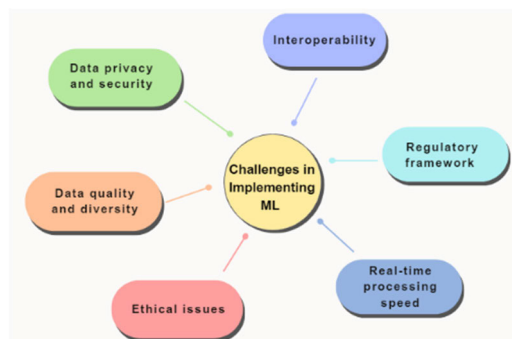 Interoperability
Data privacy
and security
Regulatory
framework
Challenges in
Implementing
ML
Data quality
and diversity
Real-time
processing
speed
Ethical issues